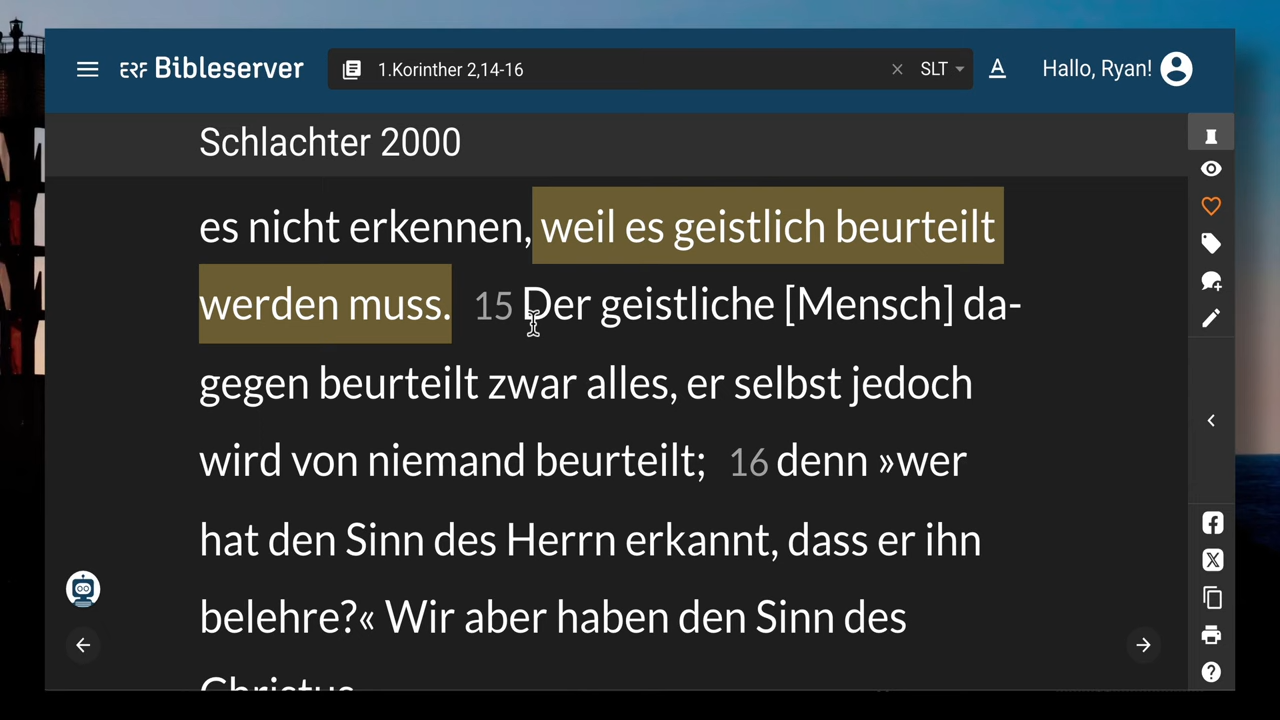 ERF Bibleserver
1.Korinther 2,14-16
SLT
A
Hallo, Ryan!
Schlachter 2000
es nicht erkennen, weil es geistlich beurteilt
werden muss. 15 Der geistliche [Mensch] da-
gegen beurteilt zwar alles, er selbst jedoch
wird von niemand beurteilt; 16 denn »wer
hat den Sinn des Herrn erkannt, dass er ihn
belehre?« Wir aber haben den Sinn des
Christus.